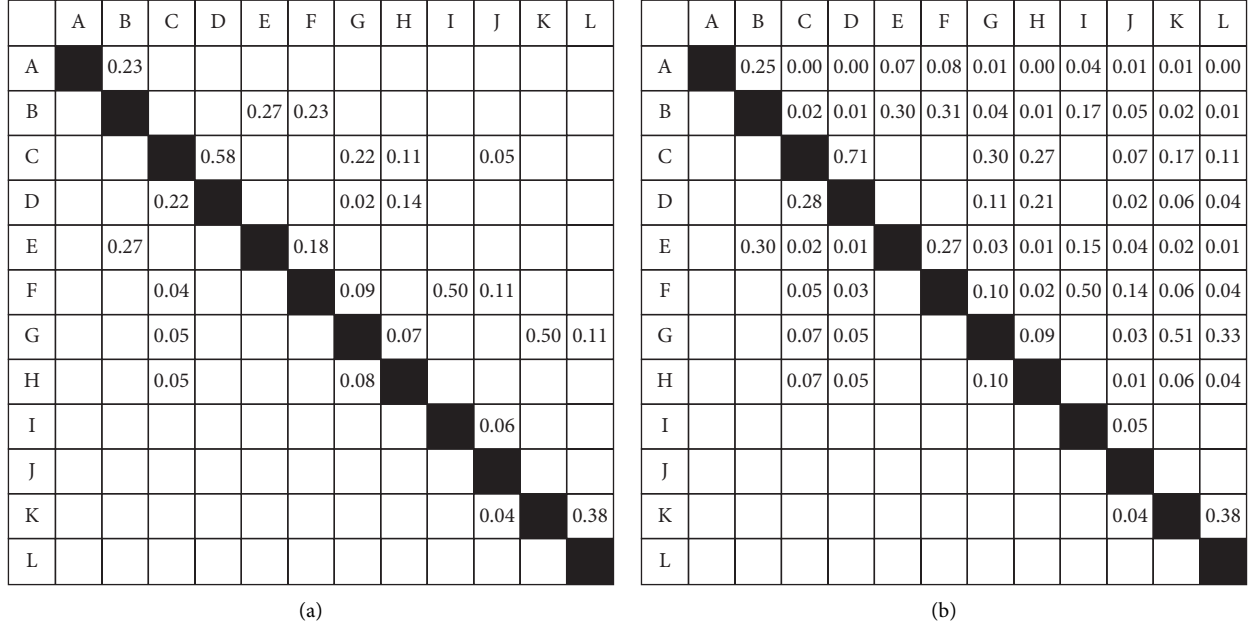 A B C D E F G H I J K L
A 0.23
B 0.27 0.23
C 0.58 0.22 0.11 0.05
D 0.22 0.02 0.14
E 0.27 0.18
F 0.04 0.09 0.50 0.11
G 0.05 0.07 0.50 0.11
H 0.05 0.08
I 0.06
J
K 0.04 0.38
L
(a)
A B C D E F G H I J K L
A 0.25 0.00 0.00 0.07 0.08 0.01 0.00 0.04 0.01 0.01 0.00
B 0.02 0.01 0.30 0.31 0.04 0.01 0.17 0.05 0.02 0.01
C 0.71 0.30 0.27 0.07 0.17 0.11
D 0.28 0.11 0.21 0.02 0.06 0.04
E 0.30 0.02 0.01 0.27 0.03 0.01 0.15 0.04 0.02 0.01
F 0.05 0.03 0.10 0.02 0.50 0.14 0.06 0.04
G 0.07 0.05 0.09 0.03 0.51 0.33
H 0.07 0.05 0.10 0.01 0.06 0.04
I 0.05
J
K 0.04 0.38
L
(b)